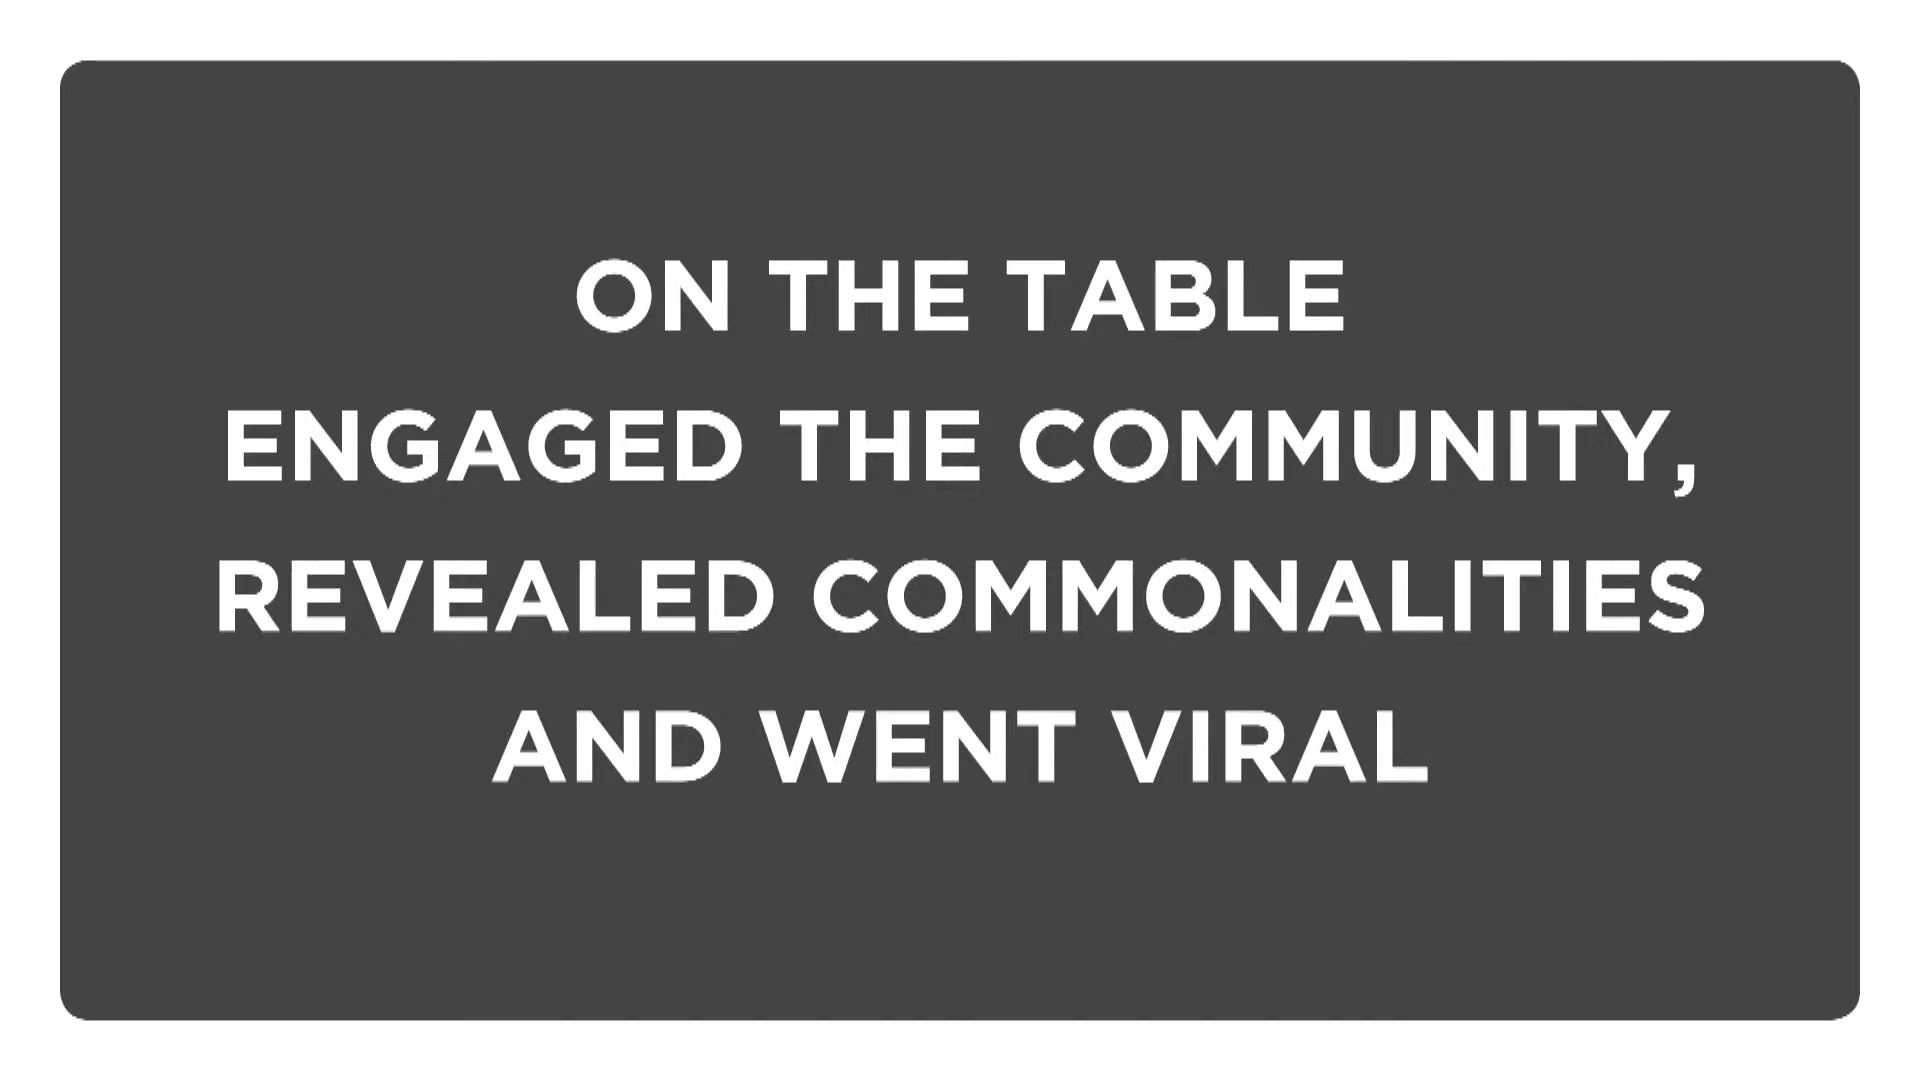 ON THE TABLE
ENGAGED THE COMMUNITY,
REVEALED COMMONALITIES
AND WENT VIRAL